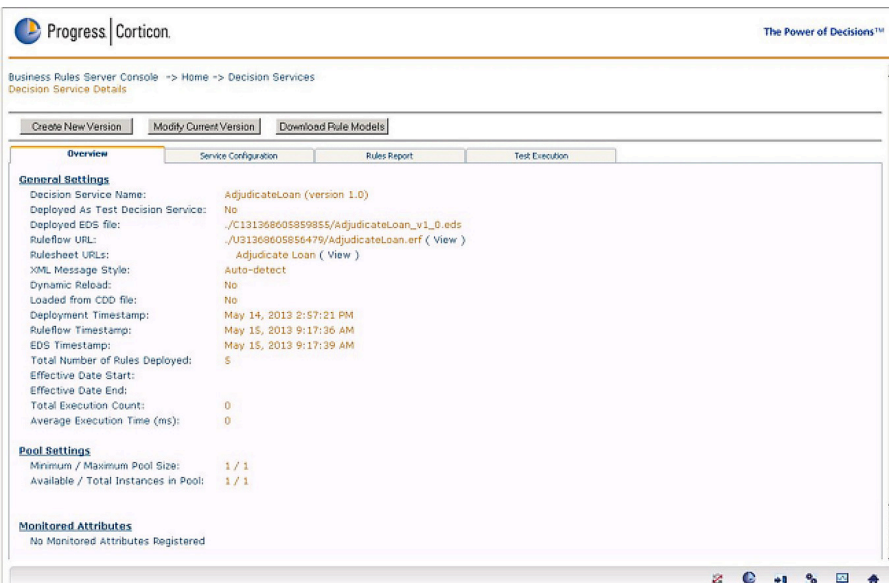 Progress Corticon.
The Power of Decisions™
Business Rules Server Console -> Home -> Decision Services
Decision Service Details
Create New Version Modify Current Version Download Rule Models
Overview Service Configuration Rules Report Test Execution
General Settings
Decision Service Name: AdjudicateLoan (version 1.0)
Deployed As Test Decision Service: No
Deployed EDS file: ./C131368605859855/AdjudicateLoan_v1_0.eds
Ruleflow URL: ./U31368605856479/AdjudicateLoan.erf ( View )
Rulesheet URLs: Adjudicate Loan ( View )
XML Message Style: Auto-detect
Dynamic Reload: No
Loaded from CDD file: No
Deployment Timestamp: May 14, 2013 2:57:21 PM
Ruleflow Timestamp: May 15, 2013 9:17:36 AM
EDS Timestamp: May 15, 2013 9:17:39 AM
Total Number of Rules Deployed: 5
Effective Date Start:
Effective Date End:
Total Execution Count: 0
Average Execution Time (ms): 0
Pool Settings
Minimum / Maximum Pool Size: 1 / 1
Available / Total Instances in Pool: 1 / 1
Monitored Attributes
No Monitored Attributes Registered